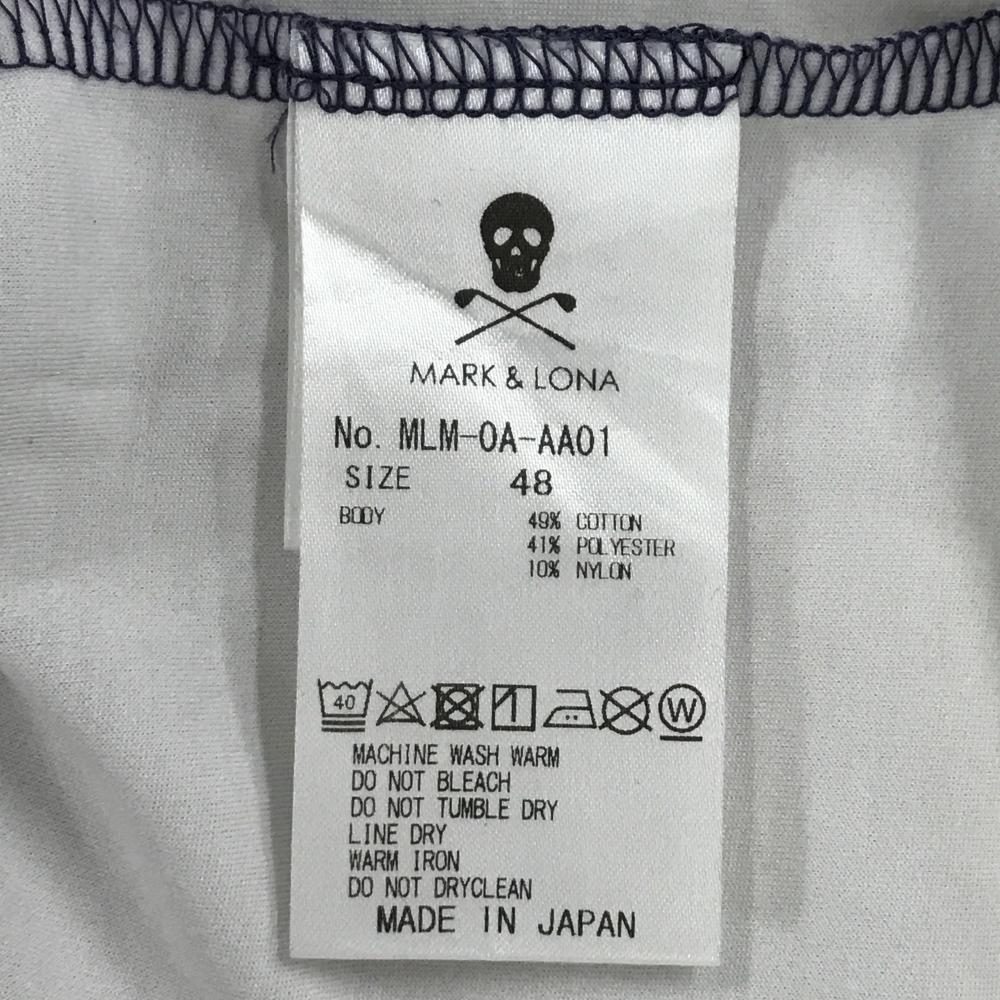 MARK & LONA
No. MLM-0A-AA01
SIZE 48
BODY 49% COTTON
41% POLYESTER
10% NYLON
40 W
MACHINE WASH WARM
DO NOT BLEACH
DO NOT TUMBLE DRY
LINE DRY
WARM IRON
DO NOT DRYCLEAN
MADE IN JAPAN